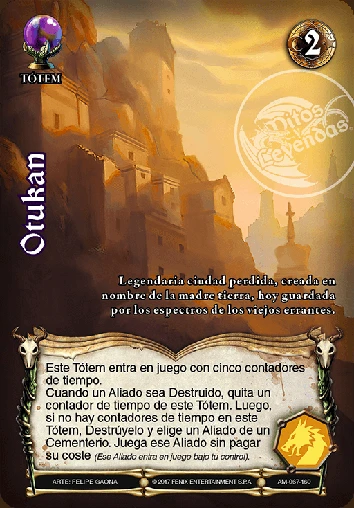 TÓTEM
2
Mitos y
Leyendas
Otukan
Legendaria ciudad perdida, creada en
nombre de la madre tierra, hoy guardada
por los espectros de los viejos errantes.
Este Tótem entra en juego con cinco contadores
de tiempo.
Cuando un Aliado sea Destruido, quita un
contador de tiempo de este Tótem. Luego,
si no hay contadores de tiempo en este
Tótem, Destrúyelo y elige un Aliado de un
Cementerio. Juega ese Aliado sin pagar
su coste (Ese Aliado entra en juego bajo tu control).
ARTE: FELIPE GAONA
© 2017 FENIX ENTERTAINMENT S.P.A.
AM-067-160